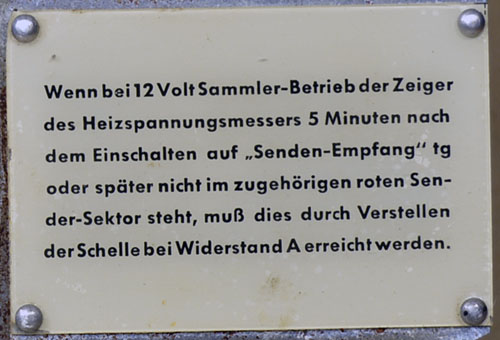 Wenn bei 12 Volt Sammler-Betrieb der Zeiger
des Heizspannungsmessers 5 Minuten nach
dem Einschalten auf „Senden-Empfang“ tg
oder später nicht im zugehörigen roten Sen-
der-Sektor steht, muß dies durch Verstellen
der Schelle bei Widerstand A erreicht werden.